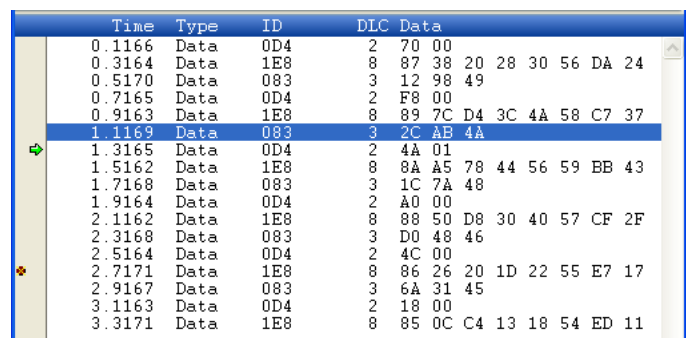 Time Type ID DLC Data
0.1166 Data 0D4 2 70 00
0.3164 Data 1E8 8 87 38 20 28 30 56 DA 24
0.5170 Data 083 3 12 98 49
0.7165 Data 0D4 2 F8 00
0.9163 Data 1E8 8 89 7C D4 3C 4A 58 C7 37
1.1169 Data 083 3 2C AB 4A
1.3165 Data 0D4 2 4A 01
1.5162 Data 1E8 8 8A A5 78 44 56 59 BB 43
1.7168 Data 083 3 1C 7A 48
1.9164 Data 0D4 2 A0 00
2.1162 Data 1E8 8 88 50 D8 30 40 57 CF 2F
2.3168 Data 083 3 D0 48 46
2.5164 Data 0D4 2 4C 00
2.7171 Data 1E8 8 86 26 20 1D 22 55 E7 17
2.9167 Data 083 3 6A 31 45
3.1163 Data 0D4 2 18 00
3.3171 Data 1E8 8 85 0C C4 13 18 54 ED 11